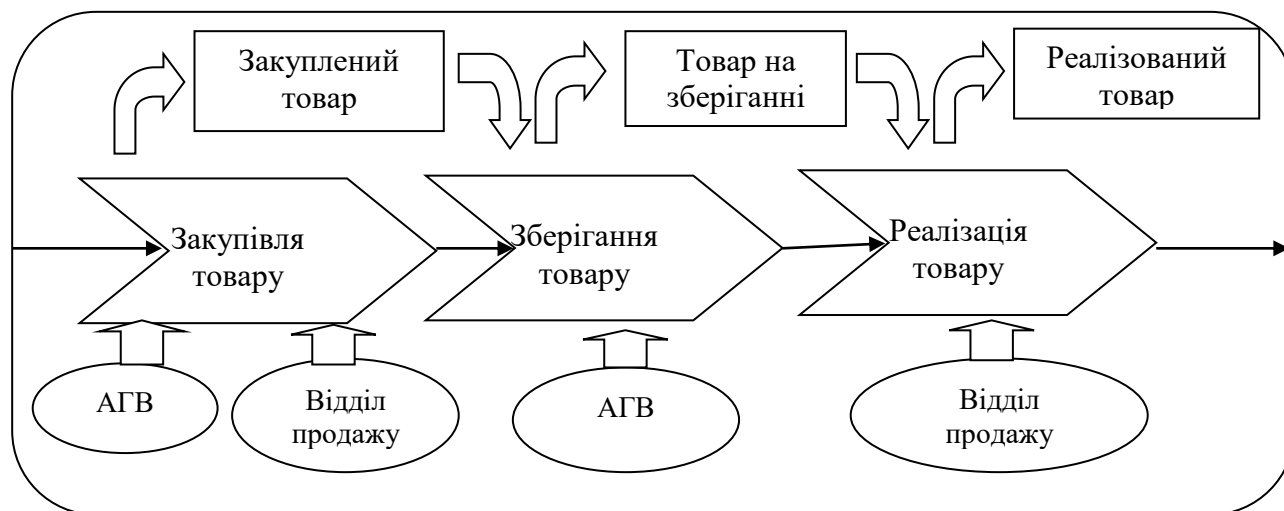 Закуплений
товар
Товар на
зберіганні
Реалізований
товар
Закупівля
товару
Зберігання
товару
Реалізація
товару
АГВ
Відділ
продажу
АГВ
Відділ
продажу